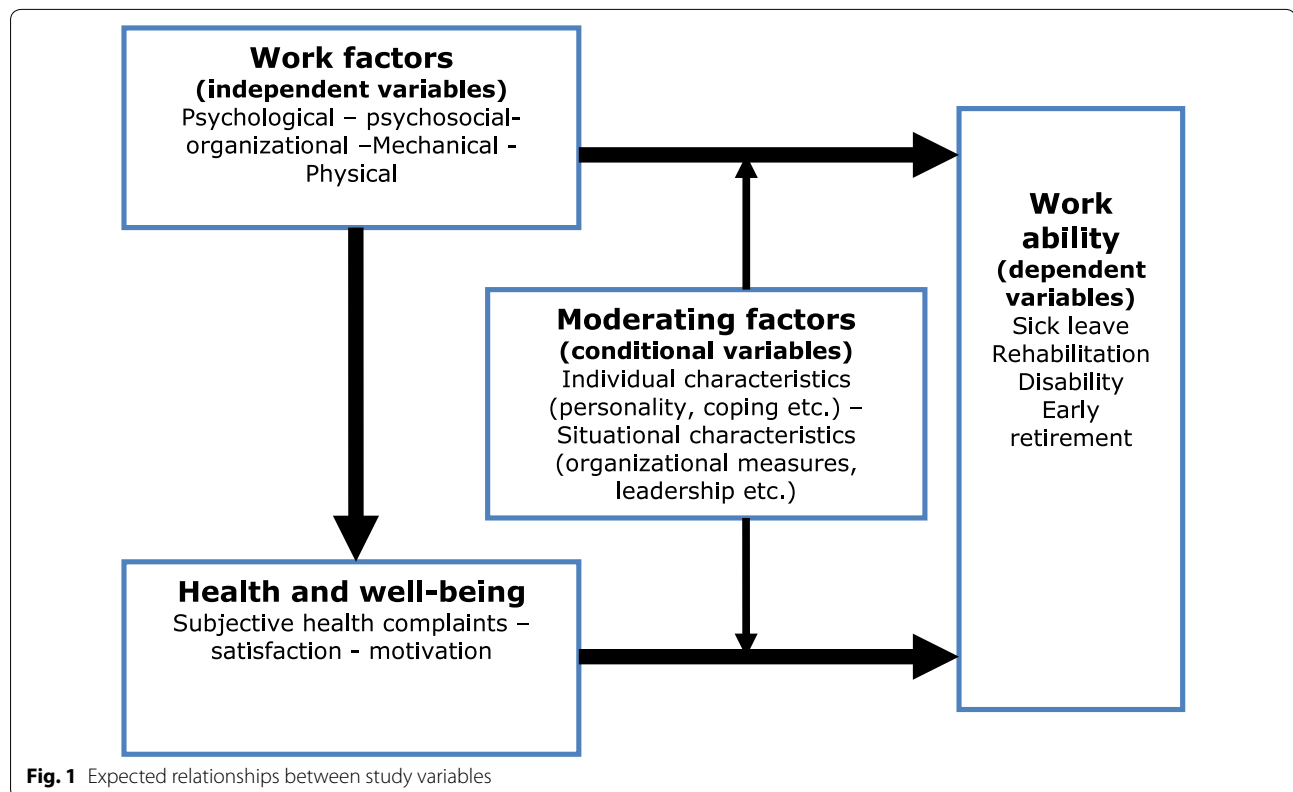 Work factors
(independent variables)
Psychological – psychosocial-
organizational –Mechanical -
Physical
Moderating factors
(conditional variables)
Individual characteristics
(personality, coping etc.) –
Situational characteristics
(organizational measures,
leadership etc.)
Work
ability
(dependent
variables)
Sick leave
Rehabilitation
Disability
Early
retirement
Health and well-being
Subjective health complaints –
satisfaction - motivation
Fig. 1 Expected relationships between study variables